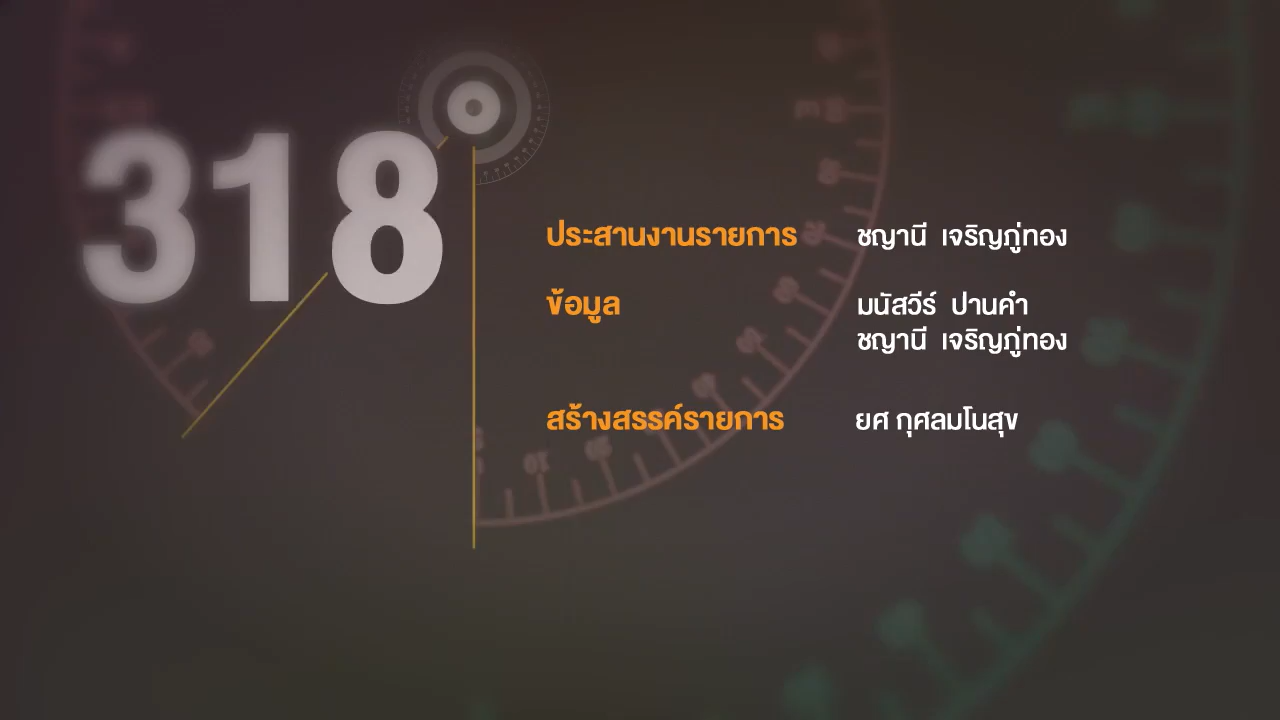 318
ประสานงานรายการ ชญานี เจริญภู่ทอง
ข้อมูล มนัสวีร์ ปานคำ
ชญานี เจริญภู่ทอง
สร้างสรรค์รายการ ยศ กุศลมโนสุข